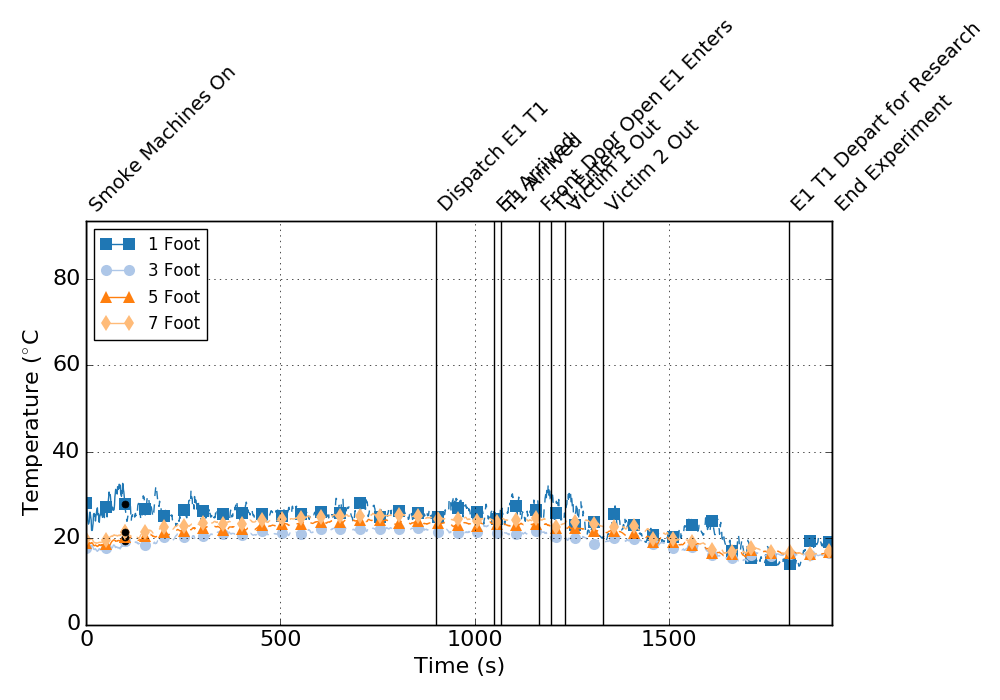 Smoke Machines On
Dispatch E1 T1
E1 Arrived
T1 Arrived
Front Door Open E1 Enters
T1 Enters
Victim 1 Out
Victim 2 Out
E1 T1 Depart for Research
End Experiment
1 Foot
3 Foot
5 Foot
7 Foot
Temperature (°C
80
60
40
20
0
0 500 1000 1500
Time (s)